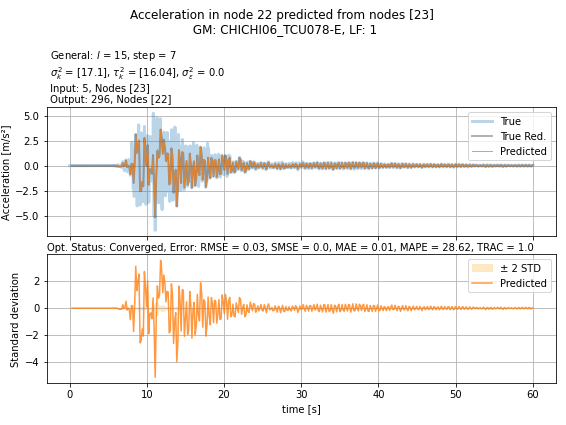 Acceleration in node 22 predicted from nodes [23]
GM: CHICHI06_TCU078-E, LF: 1
General: l = 15, step = 7
σ²ₖ = [17.1], τ²ₖ = [16.04], σ²ε = 0.0
Input: 5, Nodes [23]
Output: 296, Nodes [22]
Acceleration [m/s²]
5.0
2.5
0.0
−2.5
−5.0
True
True Red.
Predicted
Opt. Status: Converged, Error: RMSE = 0.03, SMSE = 0.0, MAE = 0.01, MAPE = 28.62, TRAC = 1.0
Standard deviation
2
0
−2
−4
± 2 STD
Predicted
0 10 20 30 40 50 60
time [s]